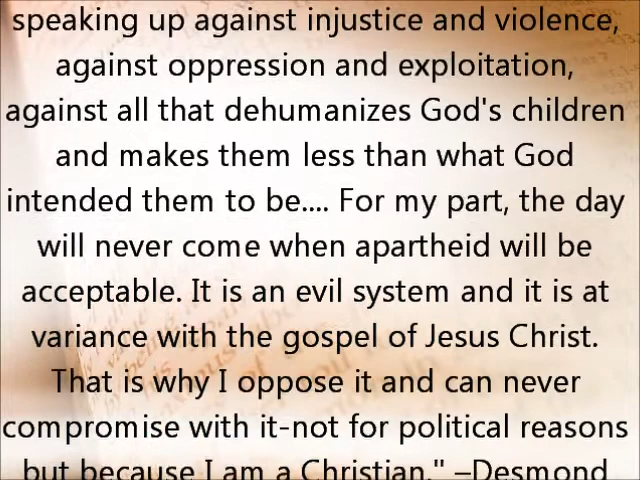 speaking up against injustice and violence,
against oppression and exploitation,
against all that dehumanizes God's children
and makes them less than what God
intended them to be.... For my part, the day
will never come when apartheid will be
acceptable. It is an evil system and it is at
variance with the gospel of Jesus Christ.
That is why I oppose it and can never
compromise with it-not for political reasons
but because I am a Christian." –Desmond